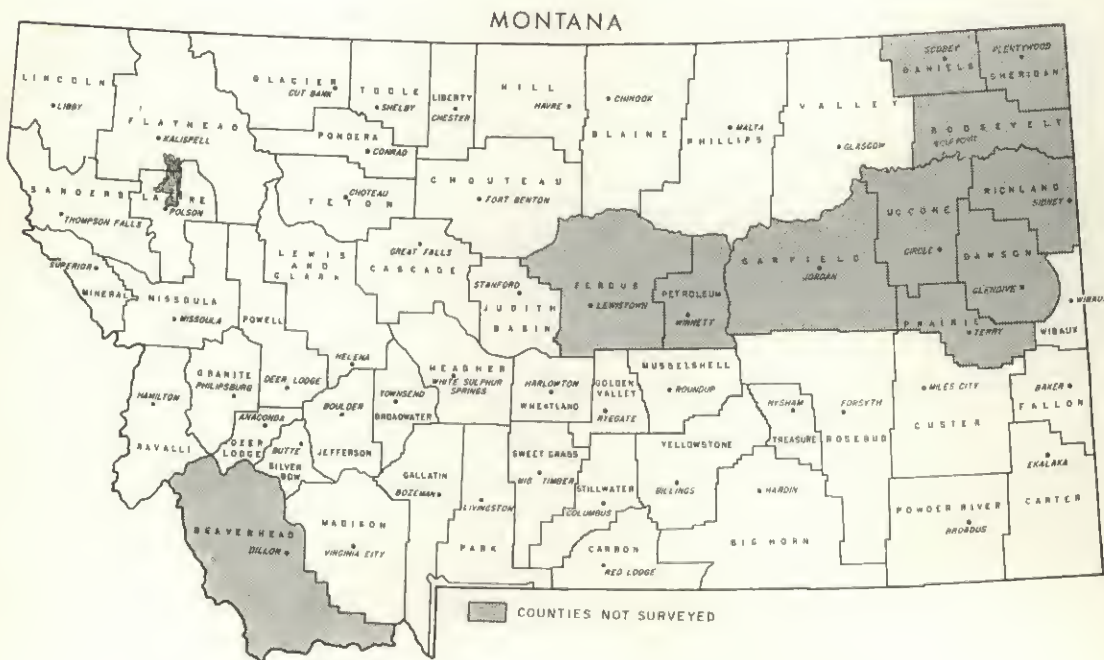 MONTANA
LINCOLN
LIBBY
FLATHEAD
KALISPELL
GLACIER
CUT BANK
TOOLE
SHELBY
LIBERTY
CHESTER
HILL
HAVRE
CHINOOK
BLAINE
PHILLIPS
MALTA
VALLEY
GLASGOW
SCOBEY
DANIELS
PLENTYWOOD
SHERIDAN
ROOSEVELT
WOLF POINT
PONDERA
CONRAD
SANDERS
THOMPSON FALLS
LAKE
POLSON
TETON
CHOTEAU
CHOUTEAU
FORT BENTON
RICHLAND
SIDNEY
MCCONE
CIRCLE
DAWSON
GLENDIVE
GARFIELD
JORDAN
SUPERIOR
MINERAL
MISSOULA
MISSOULA
POWELL
LEWIS
AND
CLARK
GREAT FALLS
CASCADE
STANFORD
JUDITH
BASIN
FERGUS
LEWISTOWN
PETROLEUM
WINNETT
PRAIRIE
TERRY
WIBAUX
WIBAUX
HELENA
GRANITE
PHILIPSBURG
DEER LODGE
HAMILTON
RAVALLI
ANACONDA
DEER
LODGE
BUTTE
SILVER
BOW
BOULDER
JEFFERSON
TOWNSEND
BROADWATER
MEAGHER
WHITE SULPHUR
SPRINGS
HARLOWTON
WHEATLAND
GOLDEN
VALLEY
RYEGATE
MUSSELSHELL
ROUNDUP
HYSHAM
TREASURE
FORSYTH
ROSEBUD
MILES CITY
CUSTER
BAKER
FALLON
EKALAKA
CARTER
POWDER RIVER
BROADUS
GALLATIN
BOZEMAN
LIVINGSTON
PARK
SWEET GRASS
BIG TIMBER
STILLWATER
COLUMBUS
YELLOWSTONE
BILLINGS
HARDIN
BIG HORN
CARBON
RED LODGE
BEAVERHEAD
DILLON
MADISON
VIRGINIA CITY
COUNTIES NOT SURVEYED